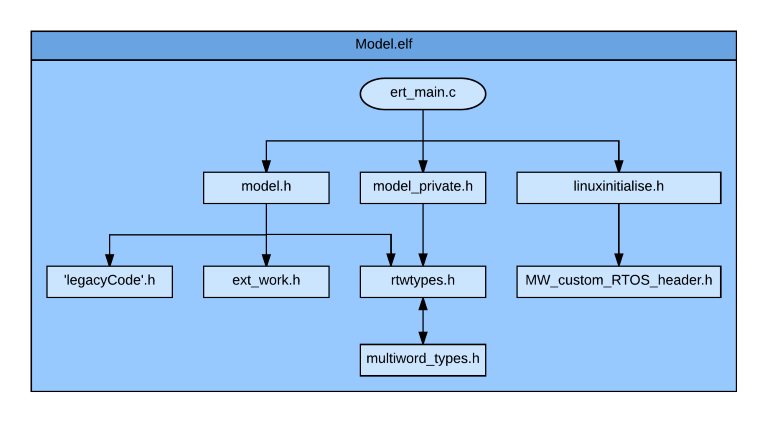 Model.elf
ert_main.c
model.h
model_private.h
linuxinitialise.h
'legacyCode'.h
ext_work.h
rtwtypes.h
MW_custom_RTOS_header.h
multiword_types.h